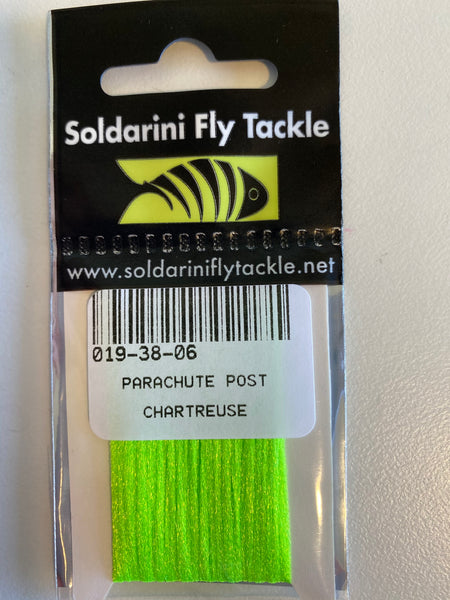 Soldarini Fly Tackle
www.soldariniflytackle.net
019-38-06
PARACHUTE POST
CHARTREUSE